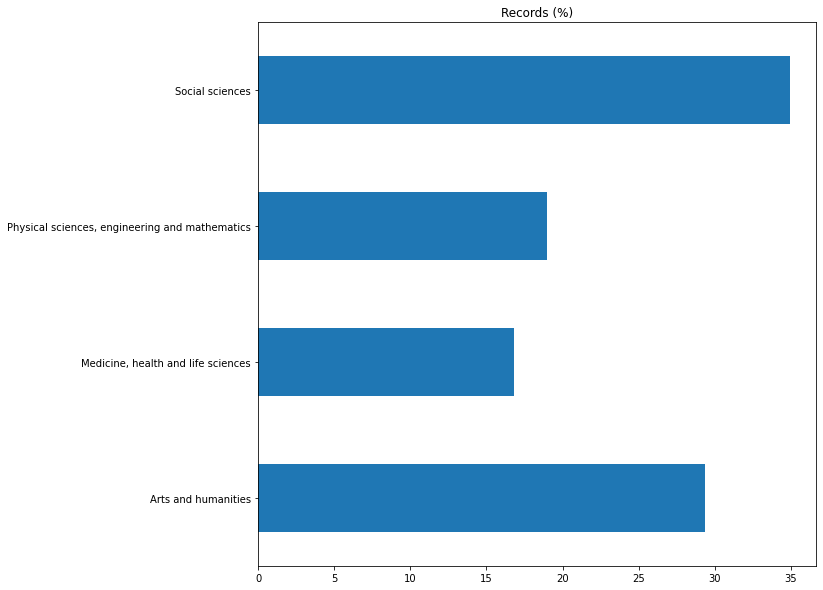 Records (%)
Social sciences
Physical sciences, engineering and mathematics
Medicine, health and life sciences
Arts and humanities
0 5 10 15 20 25 30 35